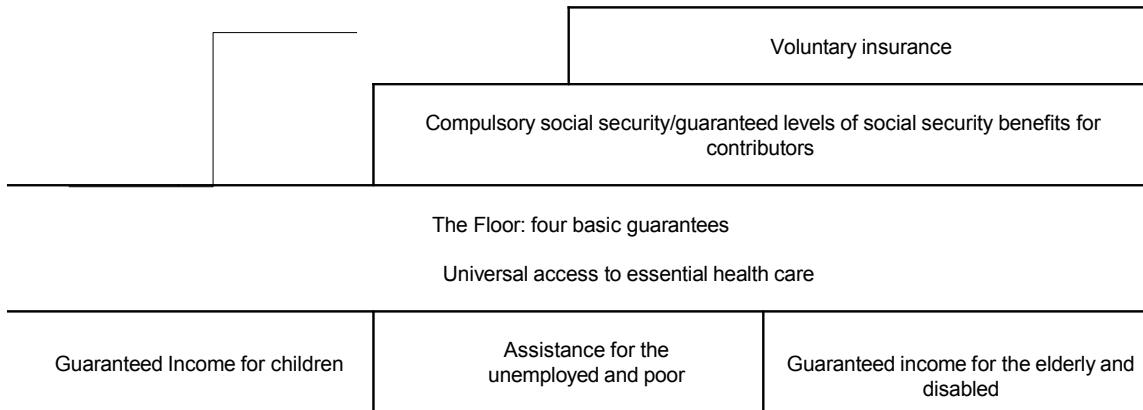 Voluntary insurance
Compulsory social security/guaranteed levels of social security benefits for
contributors
The Floor: four basic guarantees
Universal access to essential health care
Guaranteed Income for children
Assistance for the
unemployed and poor
Guaranteed income for the elderly and
disabled